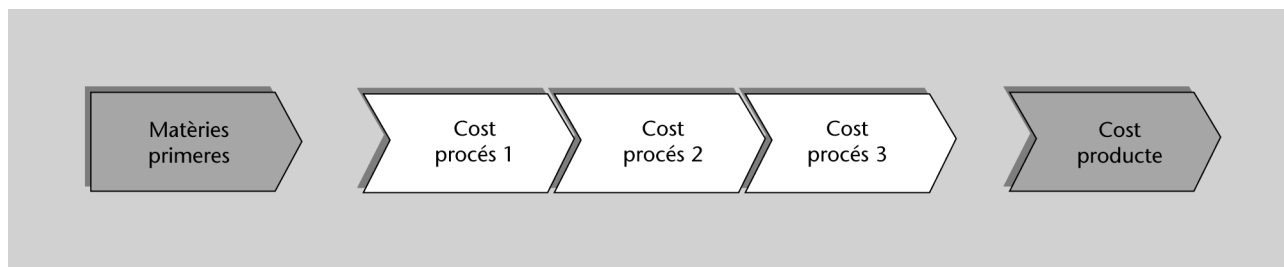 Matèries
primeres
Cost
procés 1
Cost
procés 2
Cost
procés 3
Cost
producte